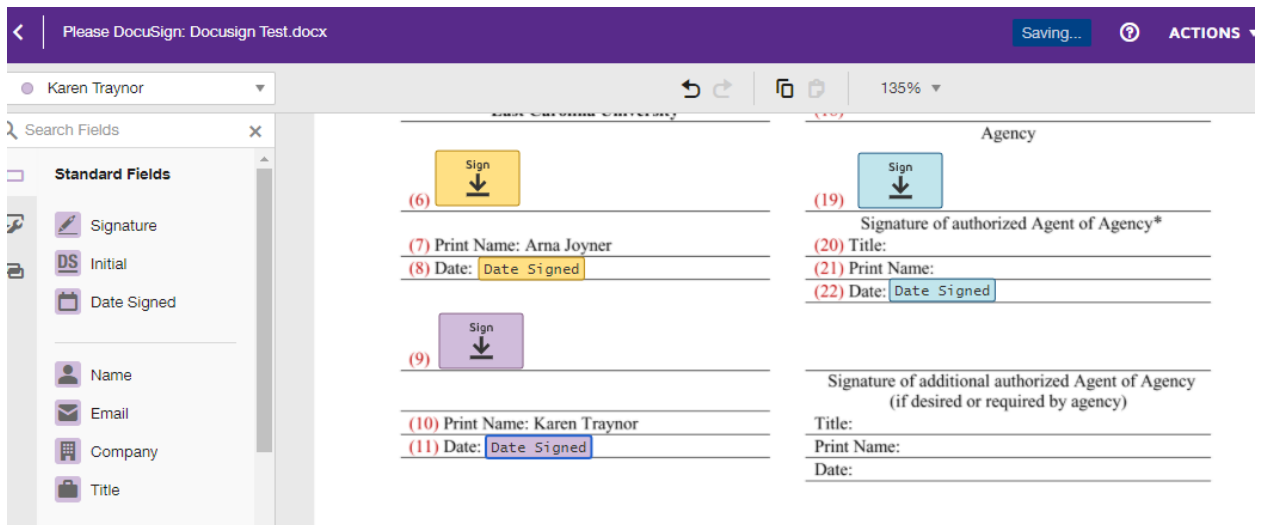 Please DocuSign: Docusign Test.docx
Saving...
ACTIONS
Karen Traynor
135%
Search Fields
Standard Fields
Signature
DS Initial
Date Signed
Name
Email
Company
Title
East Carolina University
Sign
(6)
(7) Print Name: Arna Joyner
(8) Date: Date Signed
Sign
(9)
(10) Print Name: Karen Traynor
(11) Date: Date Signed
Agency
Sign
(19)
Signature of authorized Agent of Agency*
(20) Title:
(21) Print Name:
(22) Date: Date Signed
Signature of additional authorized Agent of Agency
(if desired or required by agency)
Title:
Print Name:
Date: